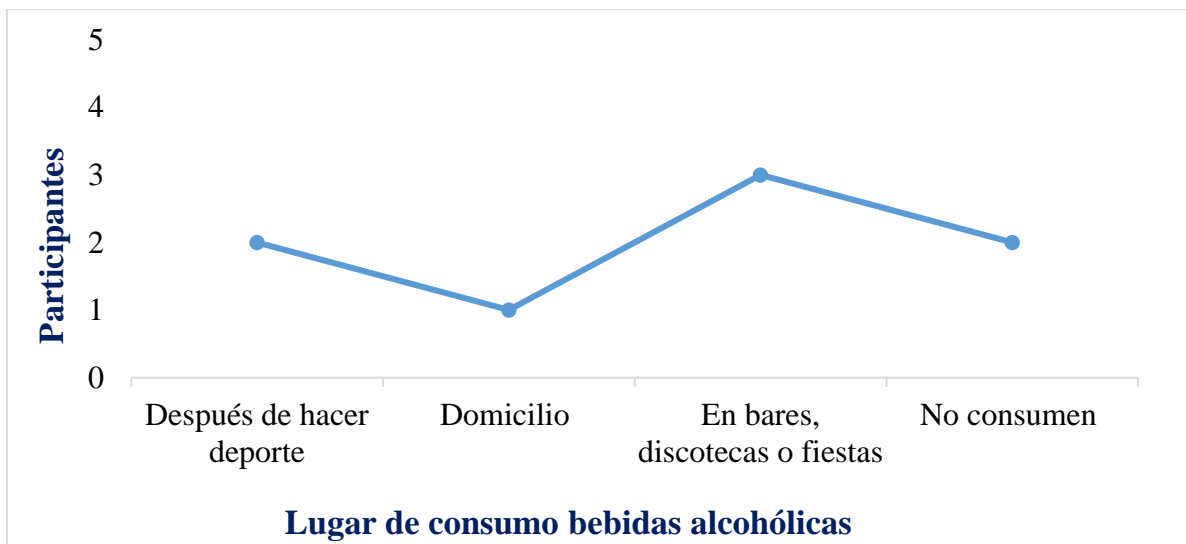 5
4
3
2
1
0
Participantes
Después de hacer
deporte
Domicilio
En bares,
discotecas o fiestas
No consumen
Lugar de consumo bebidas alcohólicas